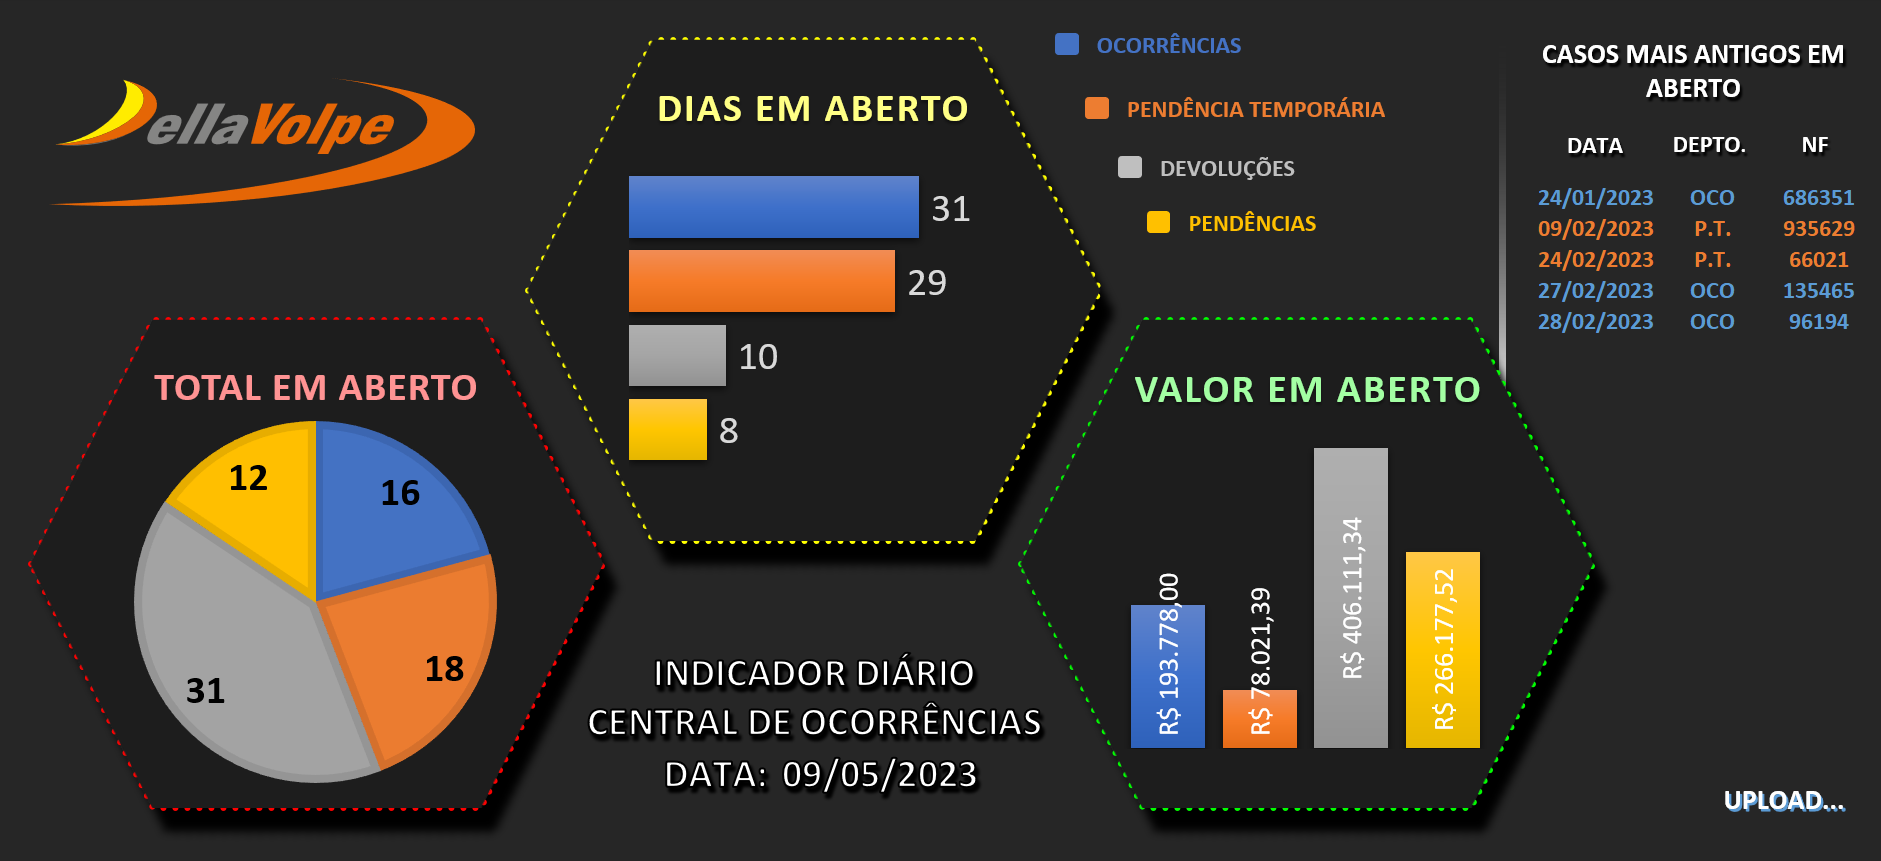 DellaVolpe
DIAS EM ABERTO
31
29
10
8
OCORRÊNCIAS
PENDÊNCIA TEMPORÁRIA
DEVOLUÇÕES
PENDÊNCIAS
CASOS MAIS ANTIGOS EM
ABERTO
DATA DEPTO. NF
24/01/2023 OCO 686351
09/02/2023 P.T. 935629
24/02/2023 P.T. 66021
27/02/2023 OCO 135465
28/02/2023 OCO 96194
TOTAL EM ABERTO
12
16
31
18
VALOR EM ABERTO
R$ 193.778,00
R$ 78.021,39
R$ 406.111,34
R$ 266.177,52
INDICADOR DIÁRIO
CENTRAL DE OCORRÊNCIAS
DATA: 09/05/2023
UPLOAD...